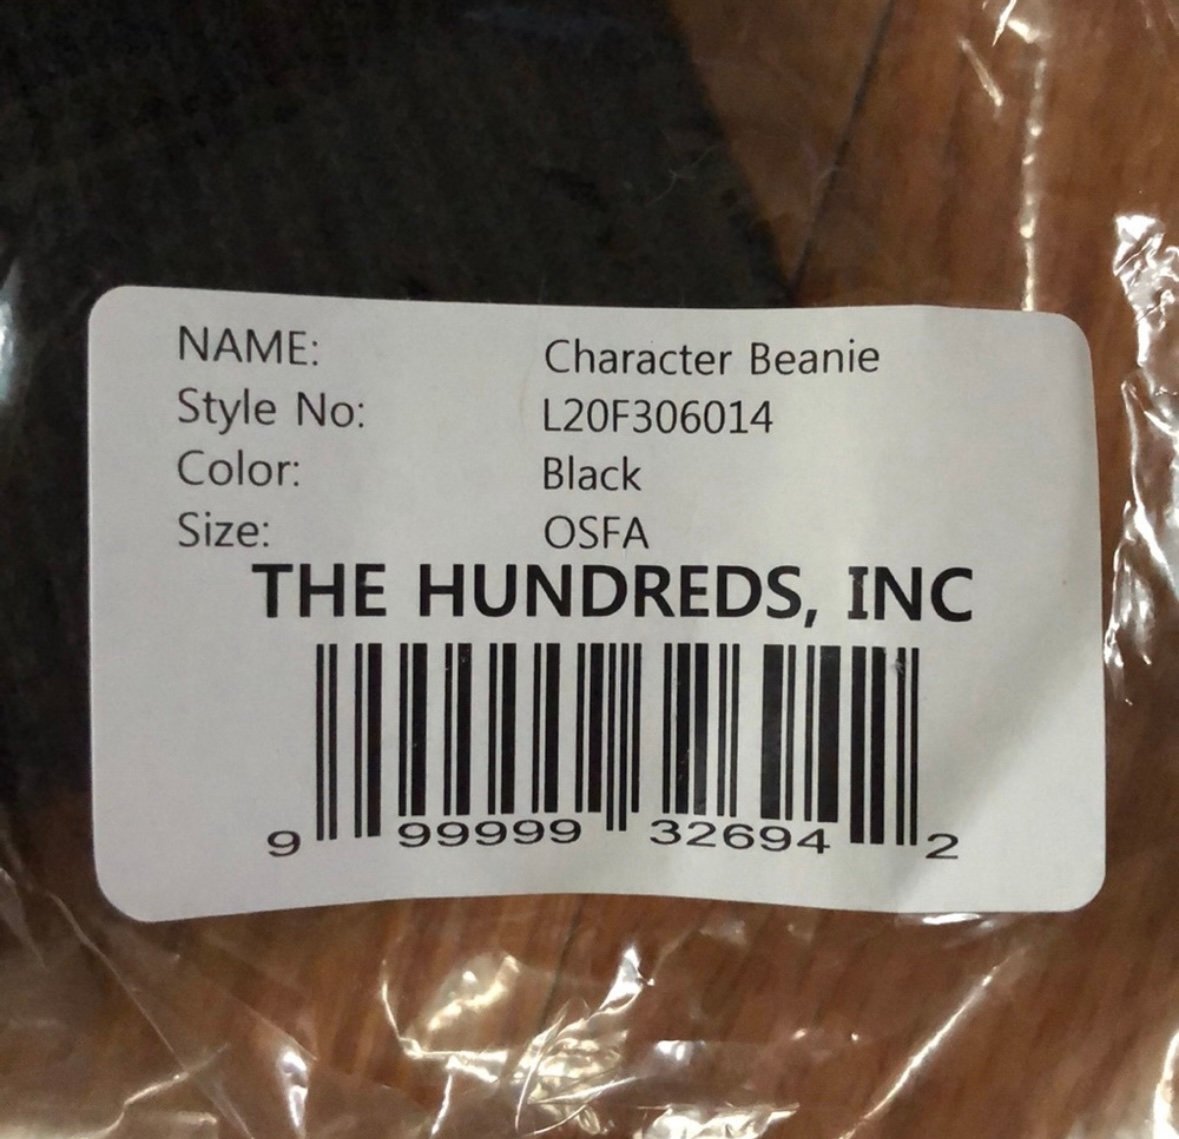 NAME: Character Beanie
Style No: L20F306014
Color: Black
Size: OSFA
THE HUNDREDS, INC
9 99999 32694 2